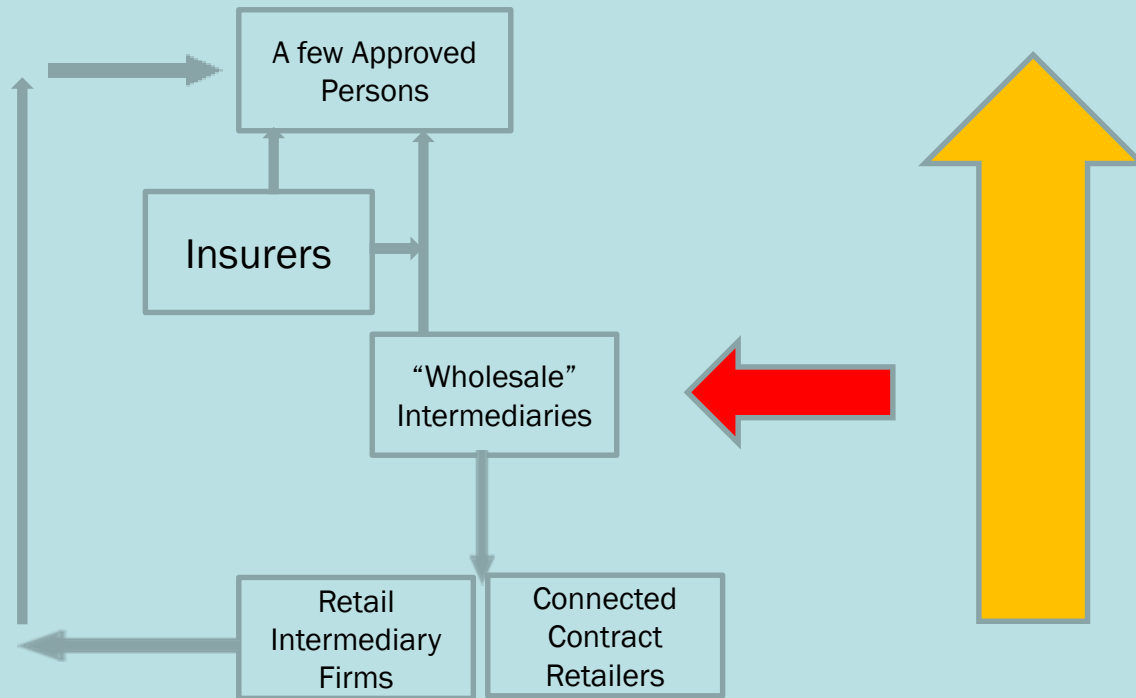 A few Approved
Persons
Insurers
“Wholesale”
Intermediaries
Retail
Intermediary
Firms
Connected
Contract
Retailers